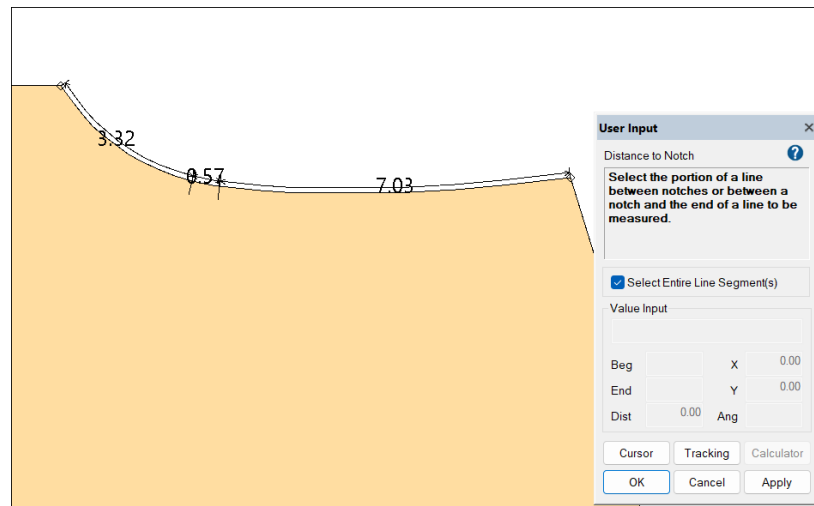 3.32
0.57
7.03
User Input
Distance to Notch
Select the portion of a line
between notches or between a
notch and the end of a line to be
measured.
Select Entire Line Segment(s)
Value Input
Beg X 0.00
End Y 0.00
Dist 0.00 Ang
Cursor Tracking Calculator
OK Cancel Apply